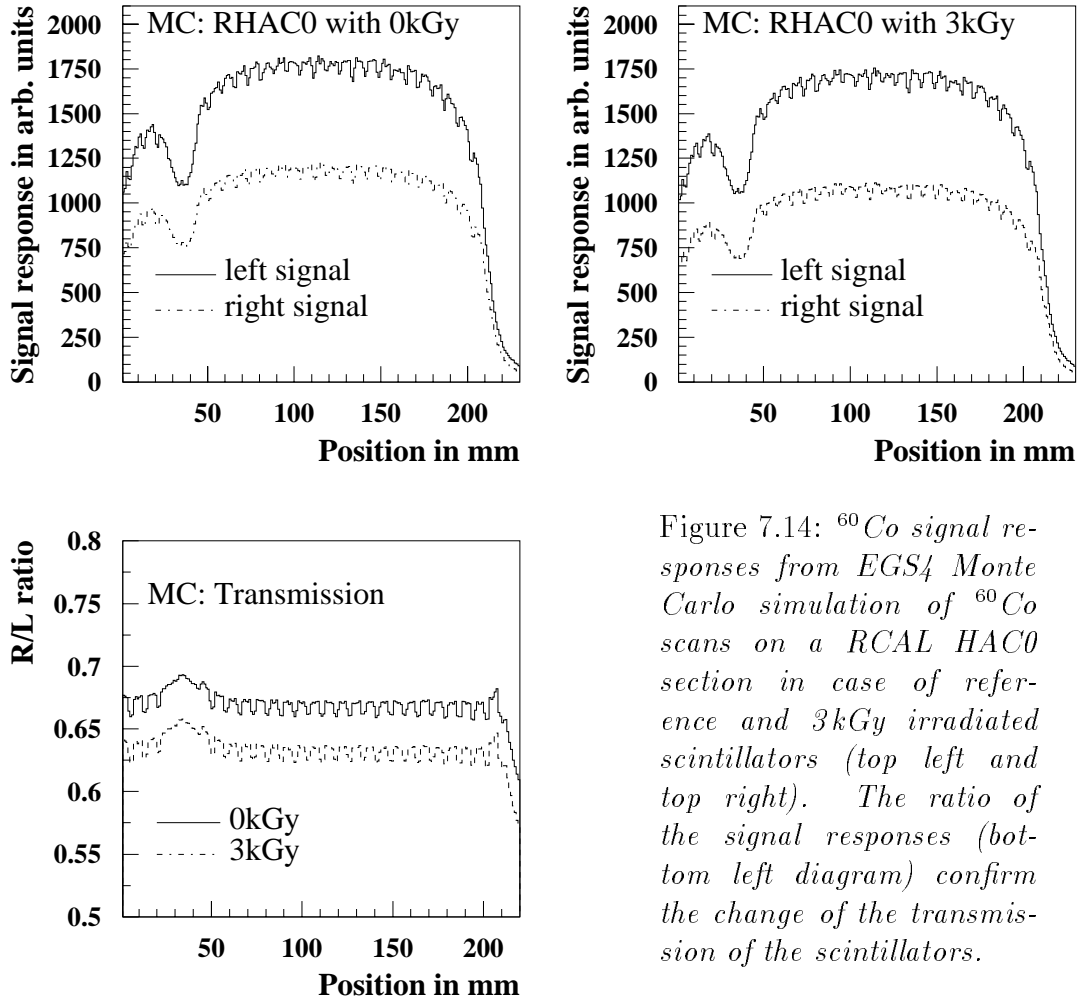 MC: RHAC0 with 0kGy
Signal response in arb. units
2000
1750
1500
1250
1000
750
500
250
0
left signal
right signal
50
100
150
200
Position in mm
MC: RHAC0 with 3kGy
Signal response in arb. units
2000
1750
1500
1250
1000
750
500
250
0
left signal
right signal
50
100
150
200
Position in mm
MC: Transmission
R/L ratio
0.8
0.75
0.7
0.65
0.6
0.55
0.5
0kGy
3kGy
50
100
150
200
Position in mm
Figure 7.14: ⁶⁰Co signal re-
sponses from EGS4 Monte
Carlo simulation of ⁶⁰Co
scans on a RCAL HAC0
section in case of refer-
ence and 3kGy irradiated
scintillators (top left and
top right). The ratio of
the signal responses (bot-
tom left diagram) confirm
the change of the transmis-
sion of the scintillators.